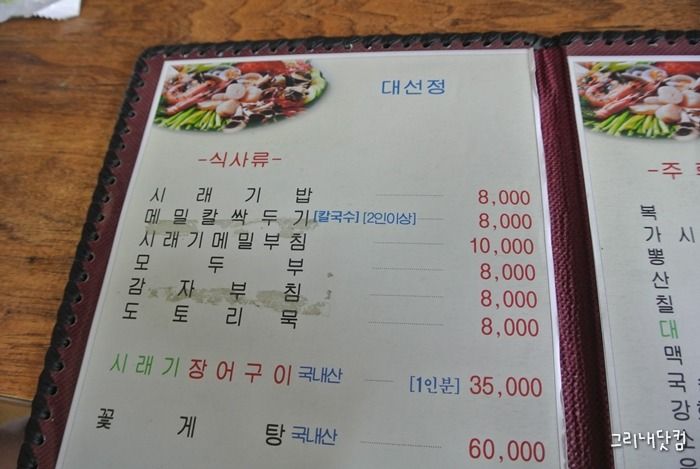 대선정
-식사류-
시래기밥 8,000
메밀칼싹두기[칼국수][2인이상] 8,000
시래기메밀부침 10,000
모두부 8,000
감자부침 8,000
도토리묵 8,000
시래기장어구이 국내산 [1인분] 35,000
꽃게탕 국내산 60,000
-주
복
가 시
뽕
산
칠
대
맥
국
강
소
그리내닷컴